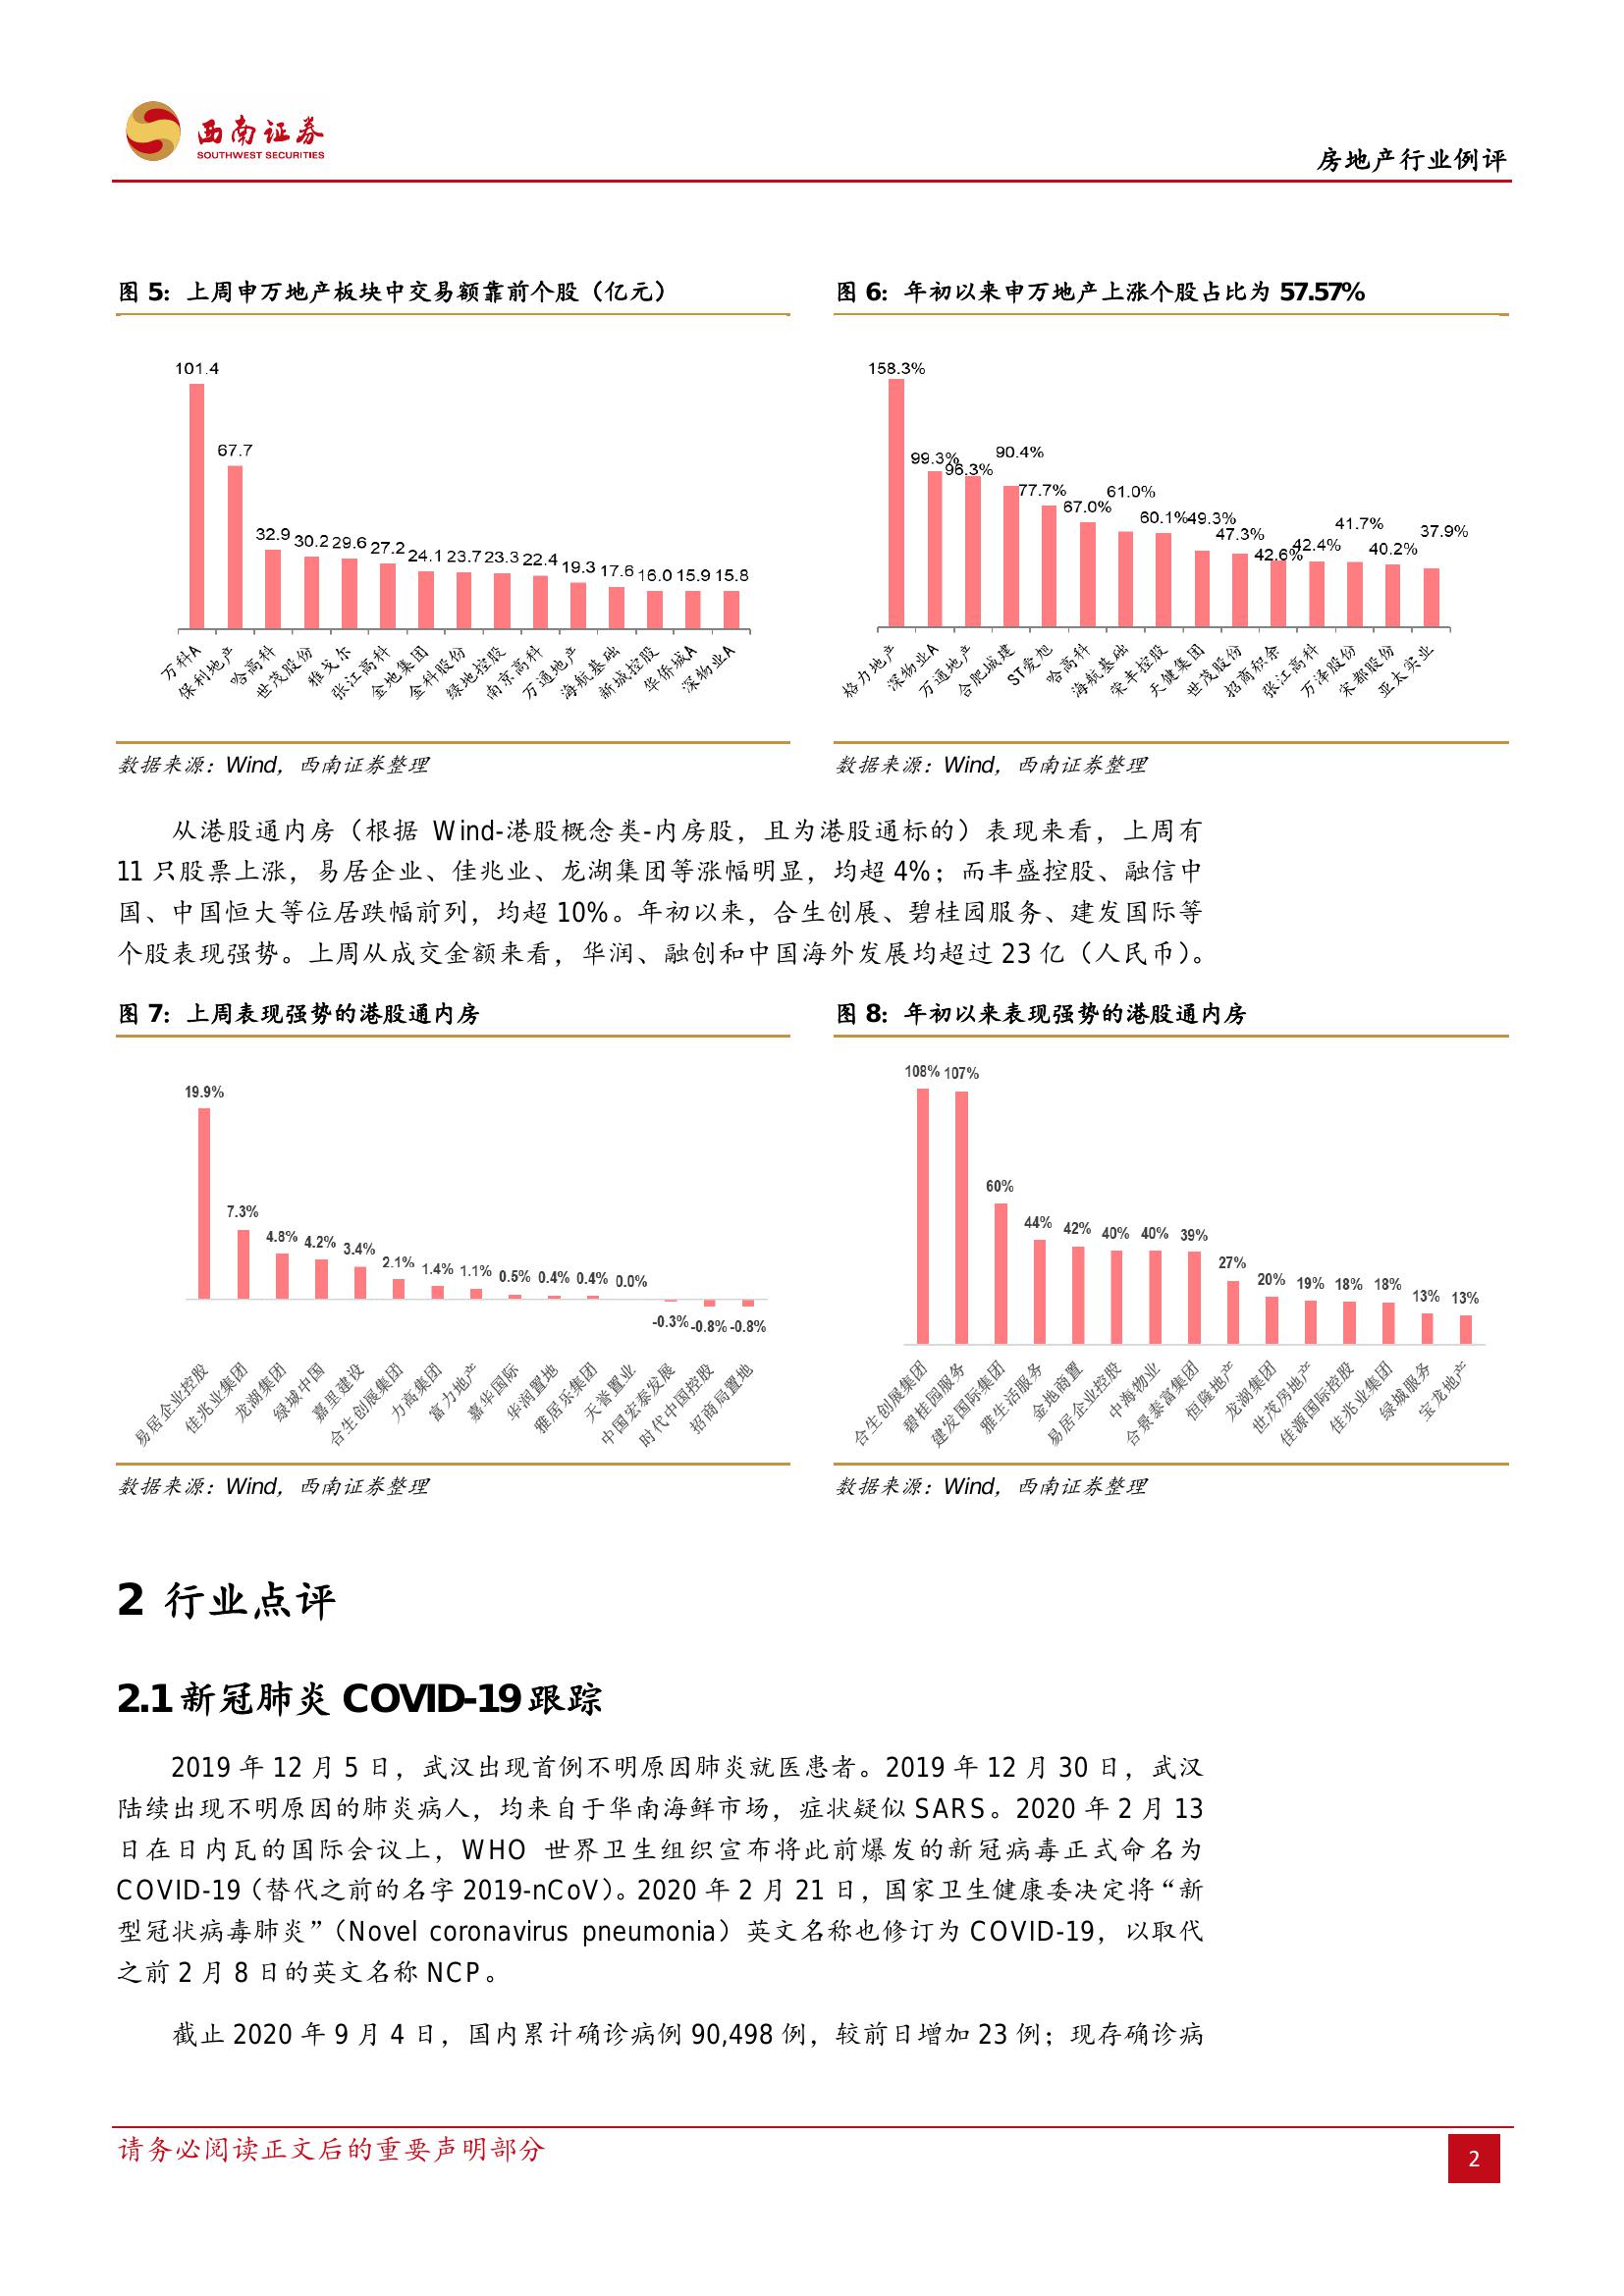 西南证券
SOUTHWEST SECURITIES
房地产行业例评
图 5：上周申万地产板块中交易额靠前个股（亿元）
101.4
67.7
32.9 30.2 29.6 27.2 24.1 23.7 23.3 22.4 19.3 17.6 16.0 15.9 15.8
万科A 保利地产 哈高科 世茂股份 雅戈尔 张江高科 金地集团 金科股份 绿地控股 南京高科 万通地产 海航基础 新城控股 华侨城A 深物业A
数据来源：Wind，西南证券整理
图 6：年初以来申万地产上涨个股占比为 57.57%
158.3%
99.3% 96.3% 90.4% 77.7% 67.0% 61.0% 60.1% 49.3% 47.3% 42.6% 42.4% 41.7% 40.2% 37.9%
格力地产 深物业A 万通地产 合肥城建 ST爱旭 哈高科 海航基础 荣丰控股 天健集团 世茂股份 招商积余 张江高科 万泽股份 宋都股份 亚太实业
数据来源：Wind，西南证券整理
从港股通内房（根据 Wind-港股概念类-内房股，且为港股通标的）表现来看，上周有
11 只股票上涨，易居企业、佳兆业、龙湖集团等涨幅明显，均超 4%；而丰盛控股、融信中
国、中国恒大等位居跌幅前列，均超 10%。年初以来，合生创展、碧桂园服务、建发国际等
个股表现强势。上周从成交金额来看，华润、融创和中国海外发展均超过 23 亿（人民币）。
图 7：上周表现强势的港股通内房
19.9%
7.3% 4.8% 4.2% 3.4% 2.1% 1.4% 1.1% 0.5% 0.4% 0.4% 0.0%
-0.3% -0.8% -0.8%
易居企业控股 佳兆业集团 龙湖集团 绿城中国 嘉里建设 合生创展集团 力高集团 富力地产 嘉华国际 华润置地 雅居乐集团 天誉置业 中国宏泰发展 时代中国控股 招商局置地
数据来源：Wind，西南证券整理
图 8：年初以来表现强势的港股通内房
108% 107%
60% 44% 42% 40% 40% 39% 27% 20% 19% 18% 18% 13% 13%
合生创展集团 碧桂园服务 建发国际集团 雅生活服务 金地商置 易居企业控股 中海物业 合景泰富集团 恒隆地产 龙湖集团 世茂房地产 佳源国际控股 佳兆业集团 绿城服务 宝龙地产
数据来源：Wind，西南证券整理
2 行业点评
2.1 新冠肺炎 COVID-19 跟踪
2019 年 12 月 5 日，武汉出现首例不明原因肺炎就医患者。2019 年 12 月 30 日，武汉
陆续出现不明原因的肺炎病人，均来自于华南海鲜市场，症状疑似 SARS。2020 年 2 月 13
日在日内瓦的国际会议上，WHO 世界卫生组织宣布将此前爆发的新冠病毒正式命名为
COVID-19（替代之前的名字 2019-nCoV）。2020 年 2 月 21 日，国家卫生健康委决定将“新
型冠状病毒肺炎”（Novel coronavirus pneumonia）英文名称也修订为 COVID-19，以取代
之前 2 月 8 日的英文名称 NCP。
截止 2020 年 9 月 4 日，国内累计确诊病例 90,498 例，较前日增加 23 例；现存确诊病
请务必阅读正文后的重要声明部分
2